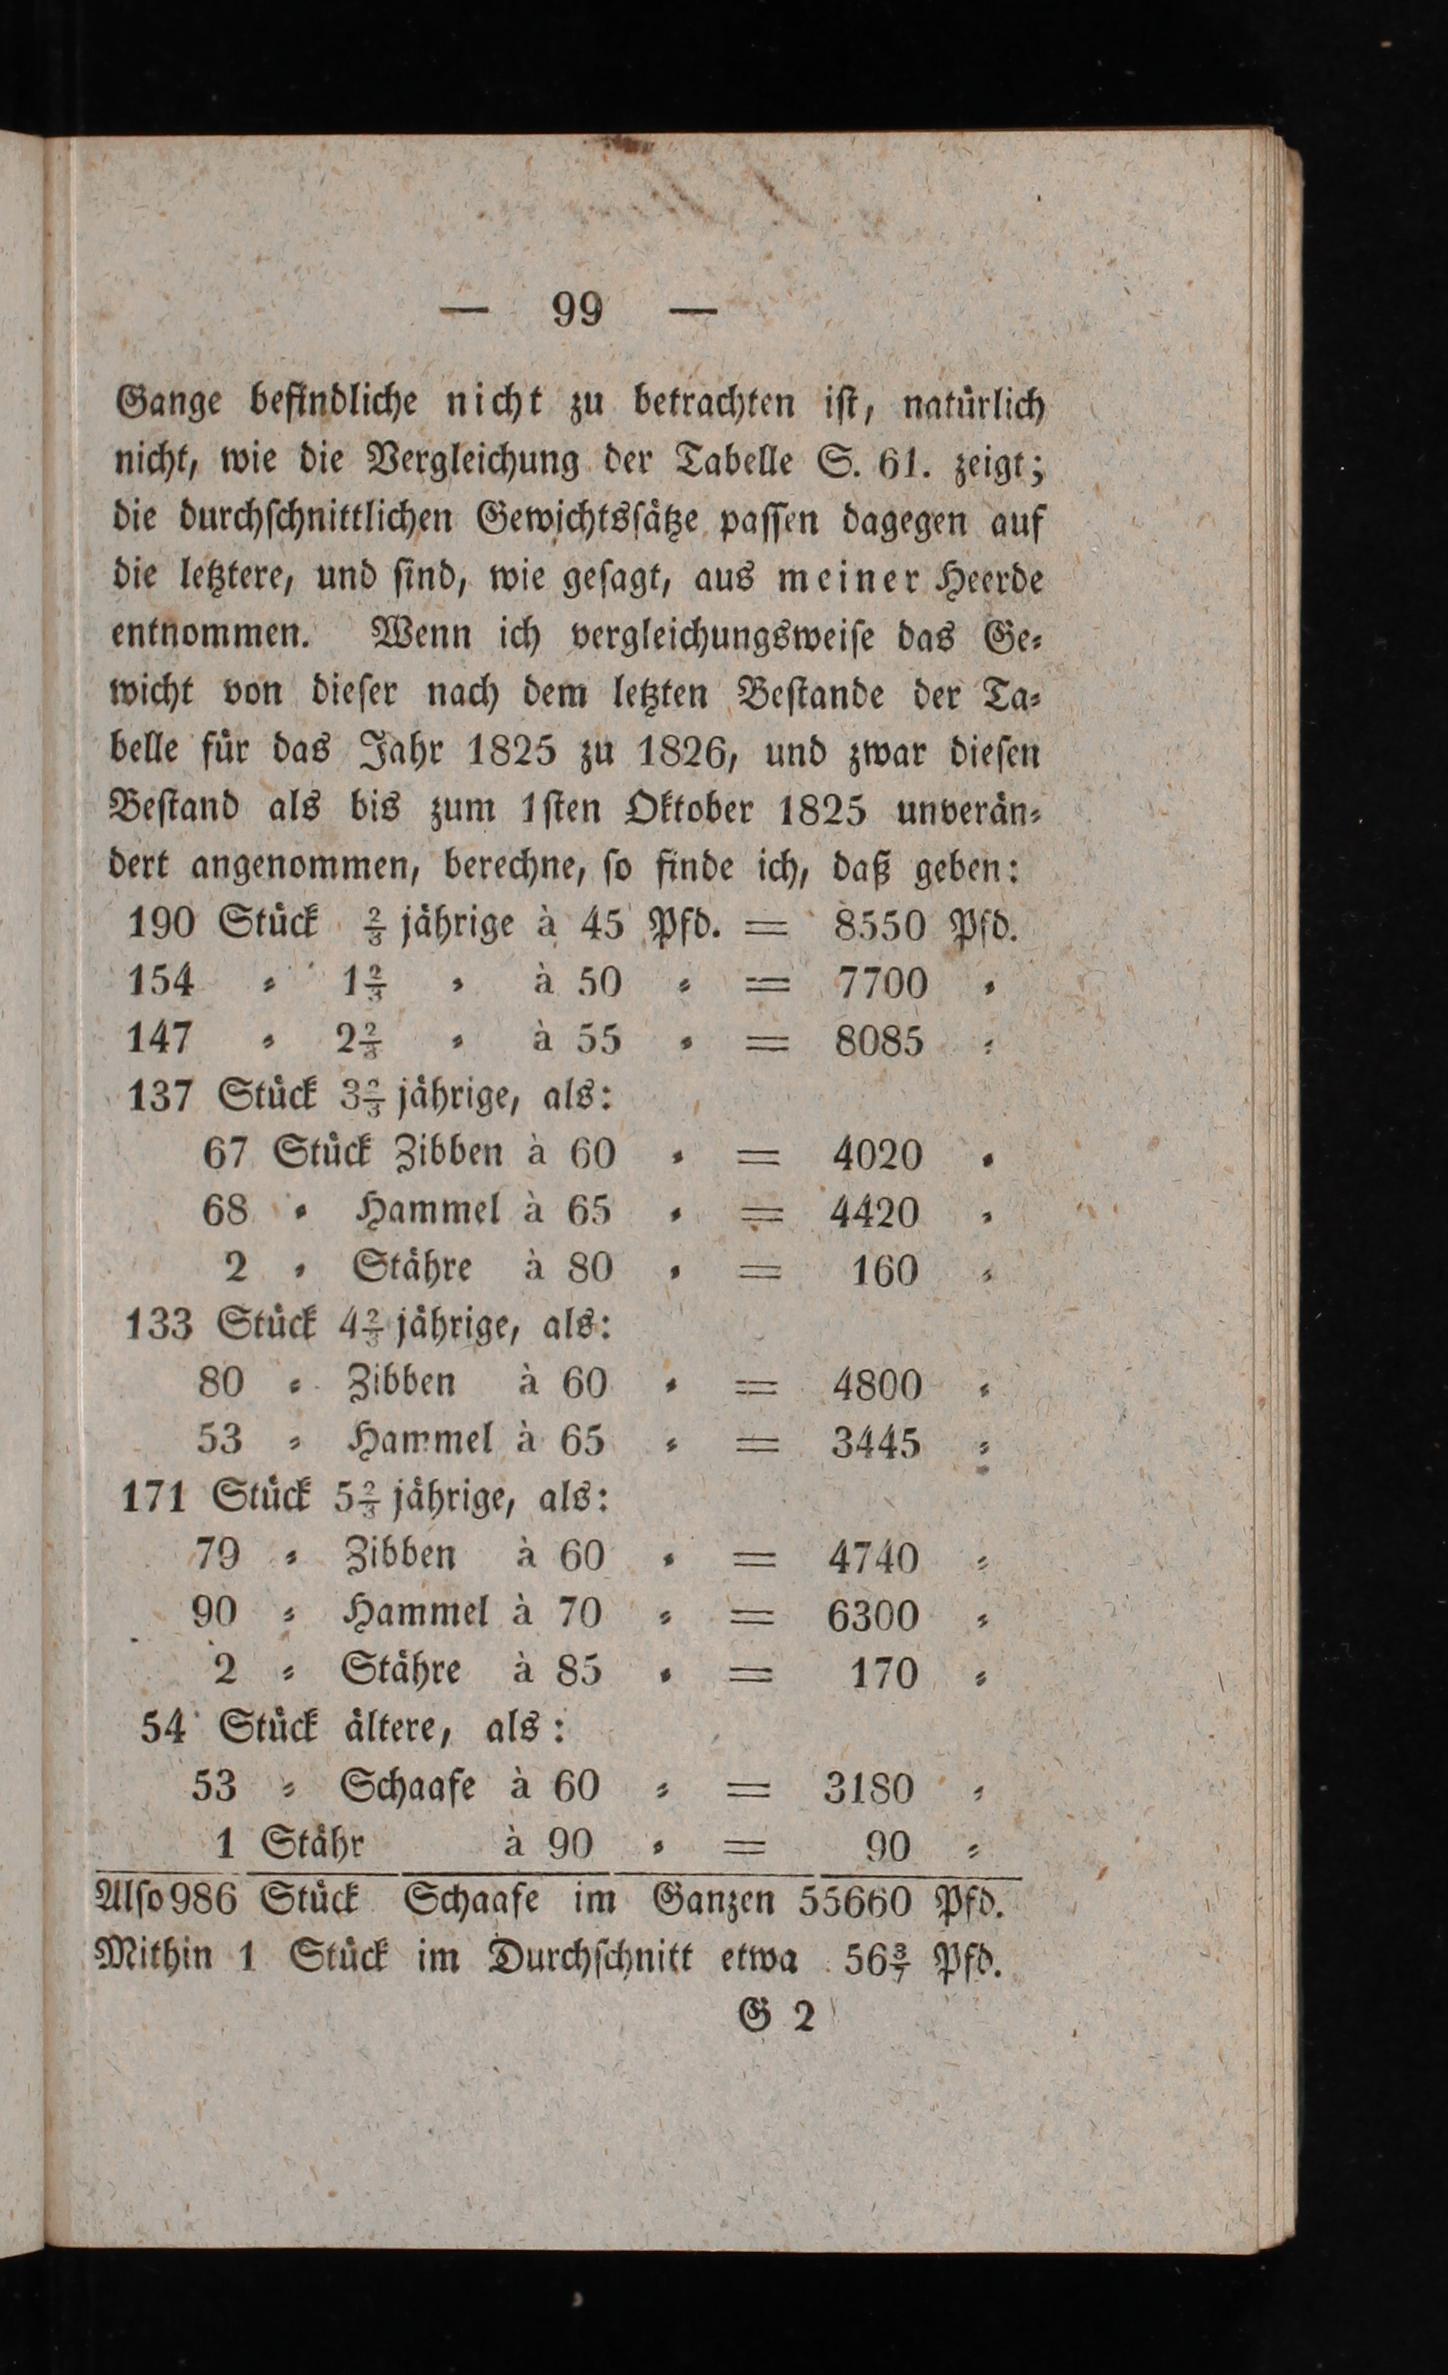 — 99 —
Gange befindliche nicht zu betrachten iſt, natürlich
nicht, wie die Vergleichung der Tabelle S. 61. zeigt;
die durchſchnittlichen Gewichtsſätze paſſen dagegen auf
die letztere, und ſind, wie geſagt, aus meiner Heerde
entnommen. Wenn ich vergleichungsweiſe das Ge⸗
wicht von dieſer nach dem letzten Beſtande der Ta⸗
belle für das Jahr 1825 zu 1826, und zwar dieſen
Beſtand als bis zum 1ſten Oktober 1825 unverän⸗
dert angenommen, berechne, ſo finde ich, daß geben:
190 Stück ⅔ jährige à 45 Pfd. = 8550 Pfd.
154 ⸗ 1⅔ ⸗ à 50 ⸗ = 7700 ⸗
147 ⸗ 2⅔ ⸗ à 55 ⸗ = 8085 ⸗
137 Stück 3⅔ jährige, als:
67 Stück Zibben à 60 ⸗ = 4020 ⸗
68 ⸗ Hammel à 65 ⸗ = 4420 ⸗
2 ⸗ Stähre à 80 ⸗ = 160 ⸗
133 Stück 4⅔ jährige, als:
80 ⸗ Zibben à 60 ⸗ = 4800 ⸗
53 ⸗ Hammel à 65 ⸗ = 3445 ⸗
171 Stück 5⅔ jährige, als:
79 ⸗ Zibben à 60 ⸗ = 4740 ⸗
90 ⸗ Hammel à 70 ⸗ = 6300 ⸗
2 ⸗ Stähre à 85 ⸗ = 170 ⸗
54 Stück ältere, als:
53 ⸗ Schaafe à 60 ⸗ = 3180 ⸗
1 Stähr à 90 ⸗ = 90 ⸗
Alſo 986 Stück Schaafe im Ganzen 55660 Pfd.
Mithin 1 Stück im Durchſchnitt etwa 56 3/7 Pfd.
G 2